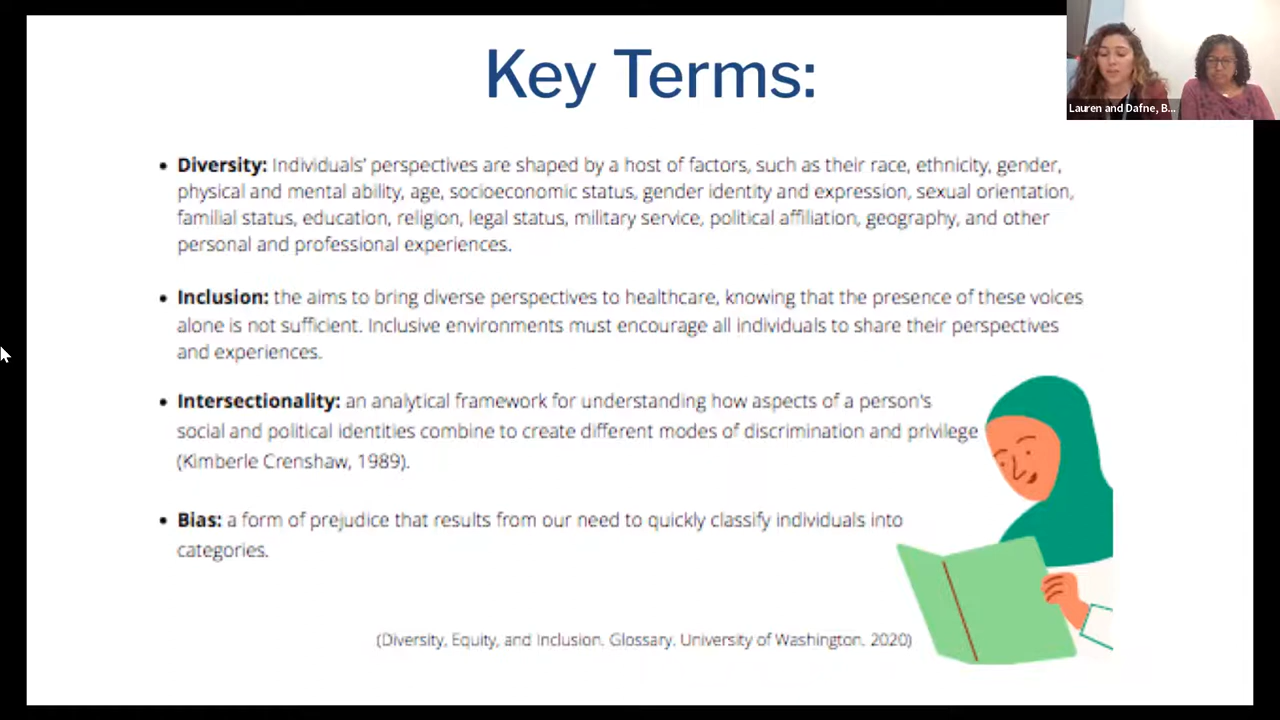 Key Terms:
Lauren and Dafne, B...
• Diversity: Individuals' perspectives are shaped by a host of factors, such as their race, ethnicity, gender,
physical and mental ability, age, socioeconomic status, gender identity and expression, sexual orientation,
familial status, education, religion, legal status, military service, political affiliation, geography, and other
personal and professional experiences.
• Inclusion: the aims to bring diverse perspectives to healthcare, knowing that the presence of these voices
alone is not sufficient. Inclusive environments must encourage all individuals to share their perspectives
and experiences.
• Intersectionality: an analytical framework for understanding how aspects of a person's
social and political identities combine to create different modes of discrimination and privilege
(Kimberle Crenshaw, 1989).
• Bias: a form of prejudice that results from our need to quickly classify individuals into
categories.
(Diversity, Equity, and Inclusion. Glossary. University of Washington. 2020)